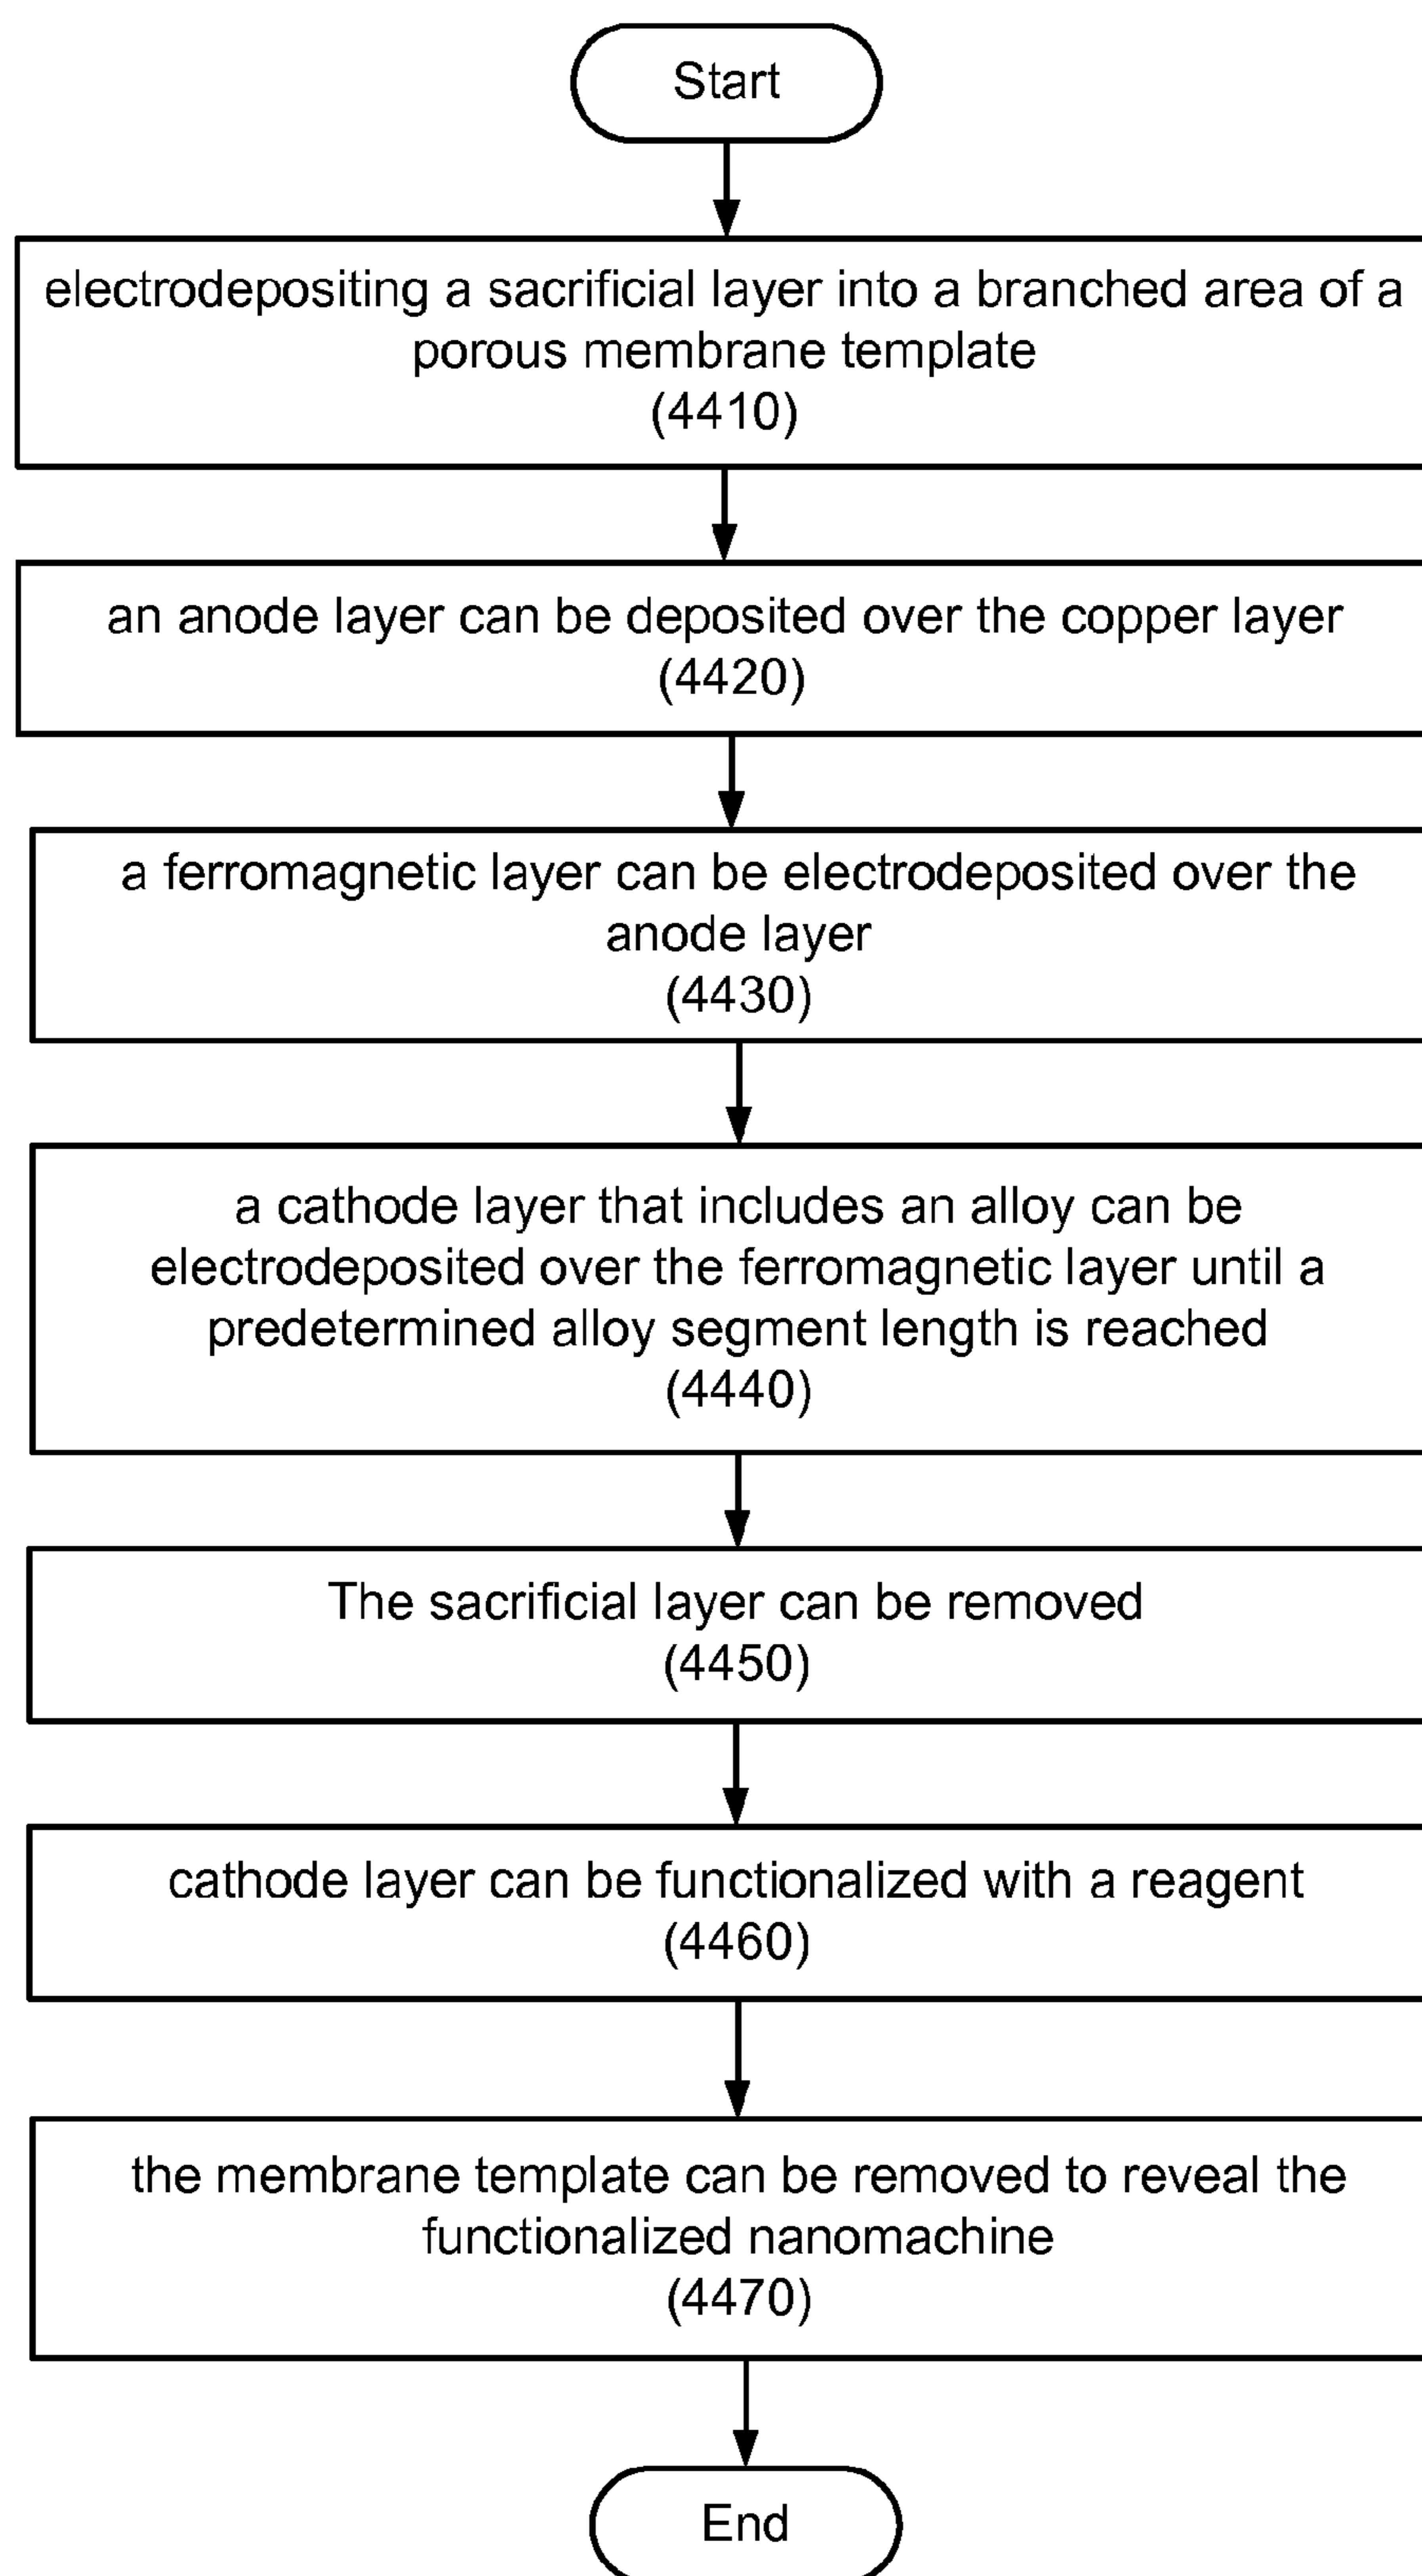 Start
electrodepositing a sacrificial layer into a branched area of a
porous membrane template
(4410)
an anode layer can be deposited over the copper layer
(4420)
a ferromagnetic layer can be electrodeposited over the
anode layer
(4430)
a cathode layer that includes an alloy can be
electrodeposited over the ferromagnetic layer until a
predetermined alloy segment length is reached
(4440)
The sacrificial layer can be removed
(4450)
cathode layer can be functionalized with a reagent
(4460)
the membrane template can be removed to reveal the
functionalized nanomachine
(4470)
End